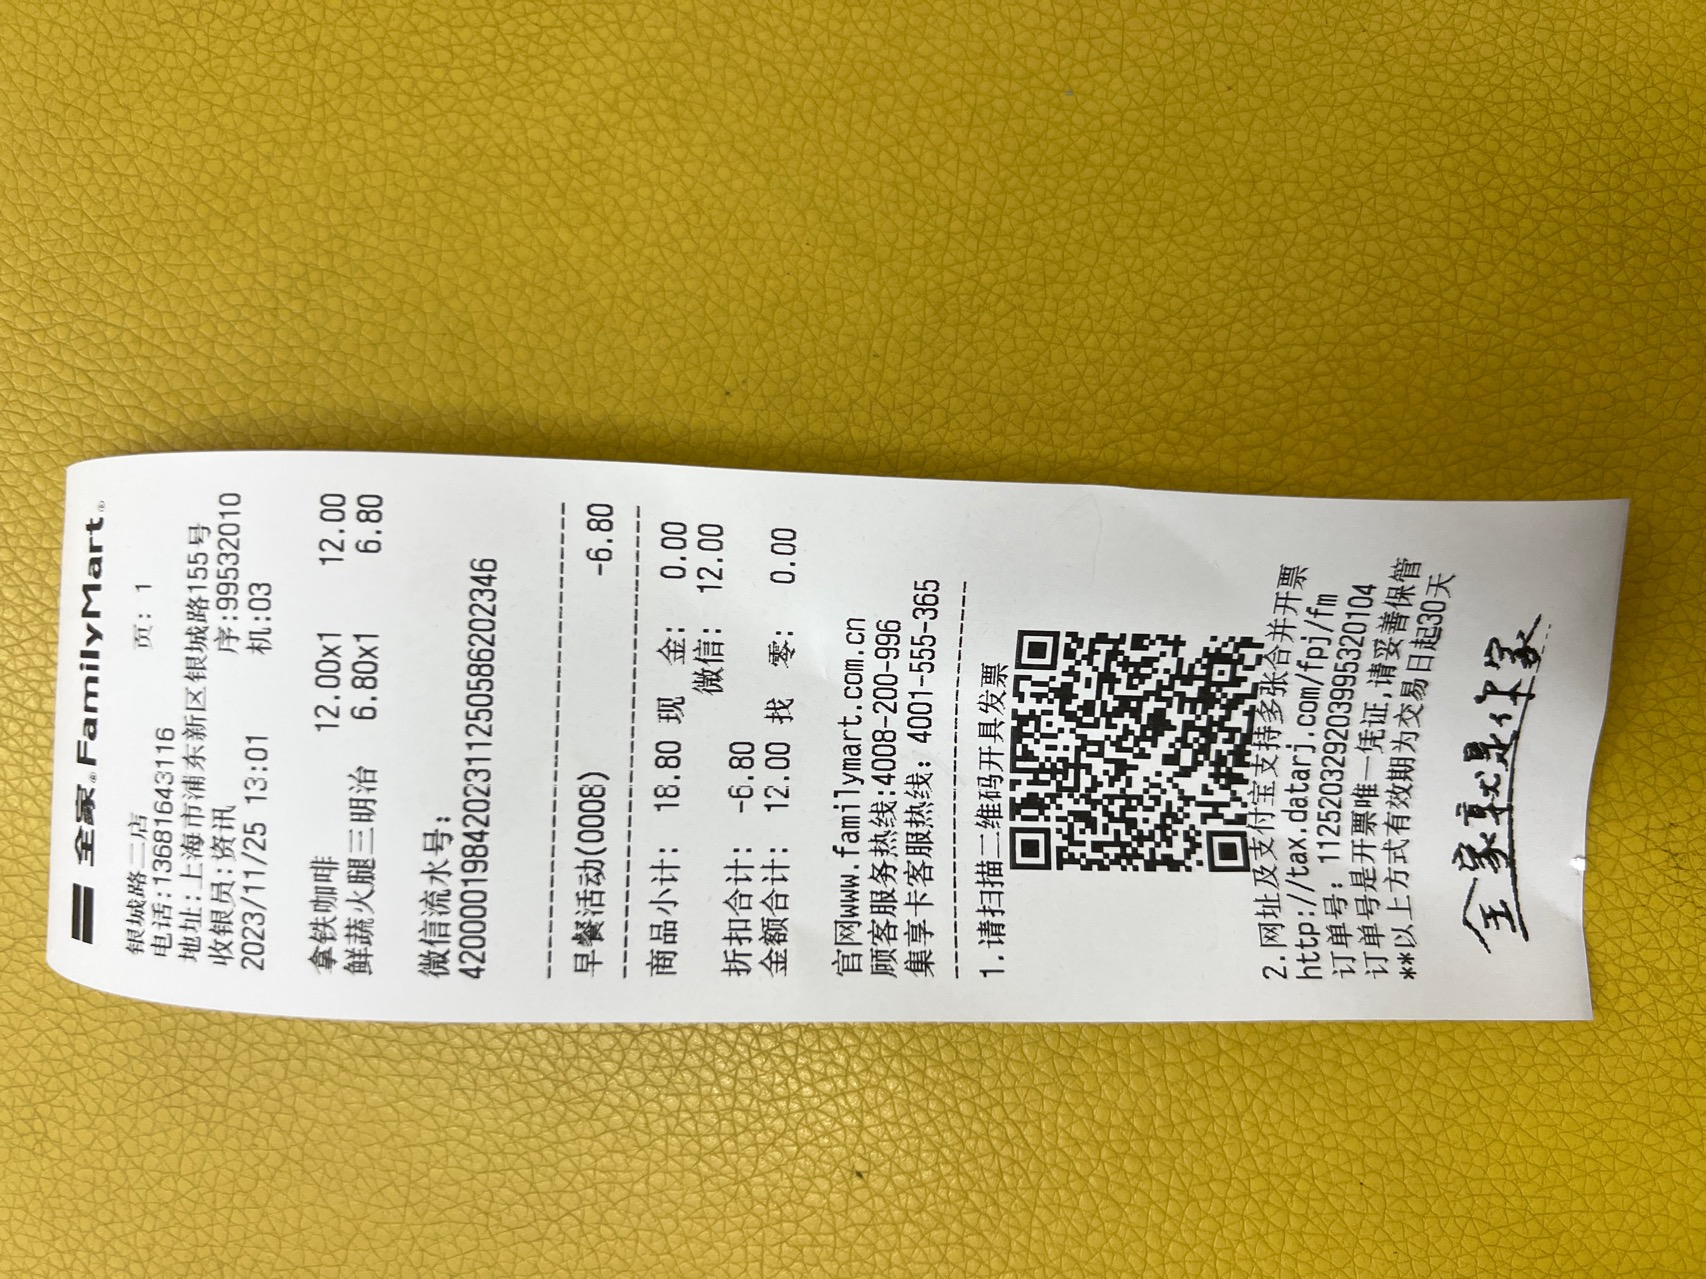 全家®FamilyMart®
银城路二店 页: 1
电话:13681643116
地址:上海市浦东新区银城路155号
收银员:资讯 序:99532010
2023/11/25 13:01 机:03
拿铁咖啡 12.00x1 12.00
鲜蔬火腿三明治 6.80x1 6.80
微信流水号:
4200001984202311250586202346
早餐活动(0008) -6.80
商品小计: 18.80 现 金: 0.00
微信: 12.00
折扣合计: -6.80
金额合计: 12.00 找 零: 0.00
官网www.familymart.com.cn
顾客服务热线:4008-200-996
集享卡客服热线: 4001-555-365
1.请扫描二维码开具发票
2.网址及支付宝支持多张合并开票
http://tax.datarj.com/fpj/fm
订单号: 1125203292039953201​04
订单号是开票唯一凭证,请妥善保管
**以上方式有效期为交易日起30天
全家就是你家